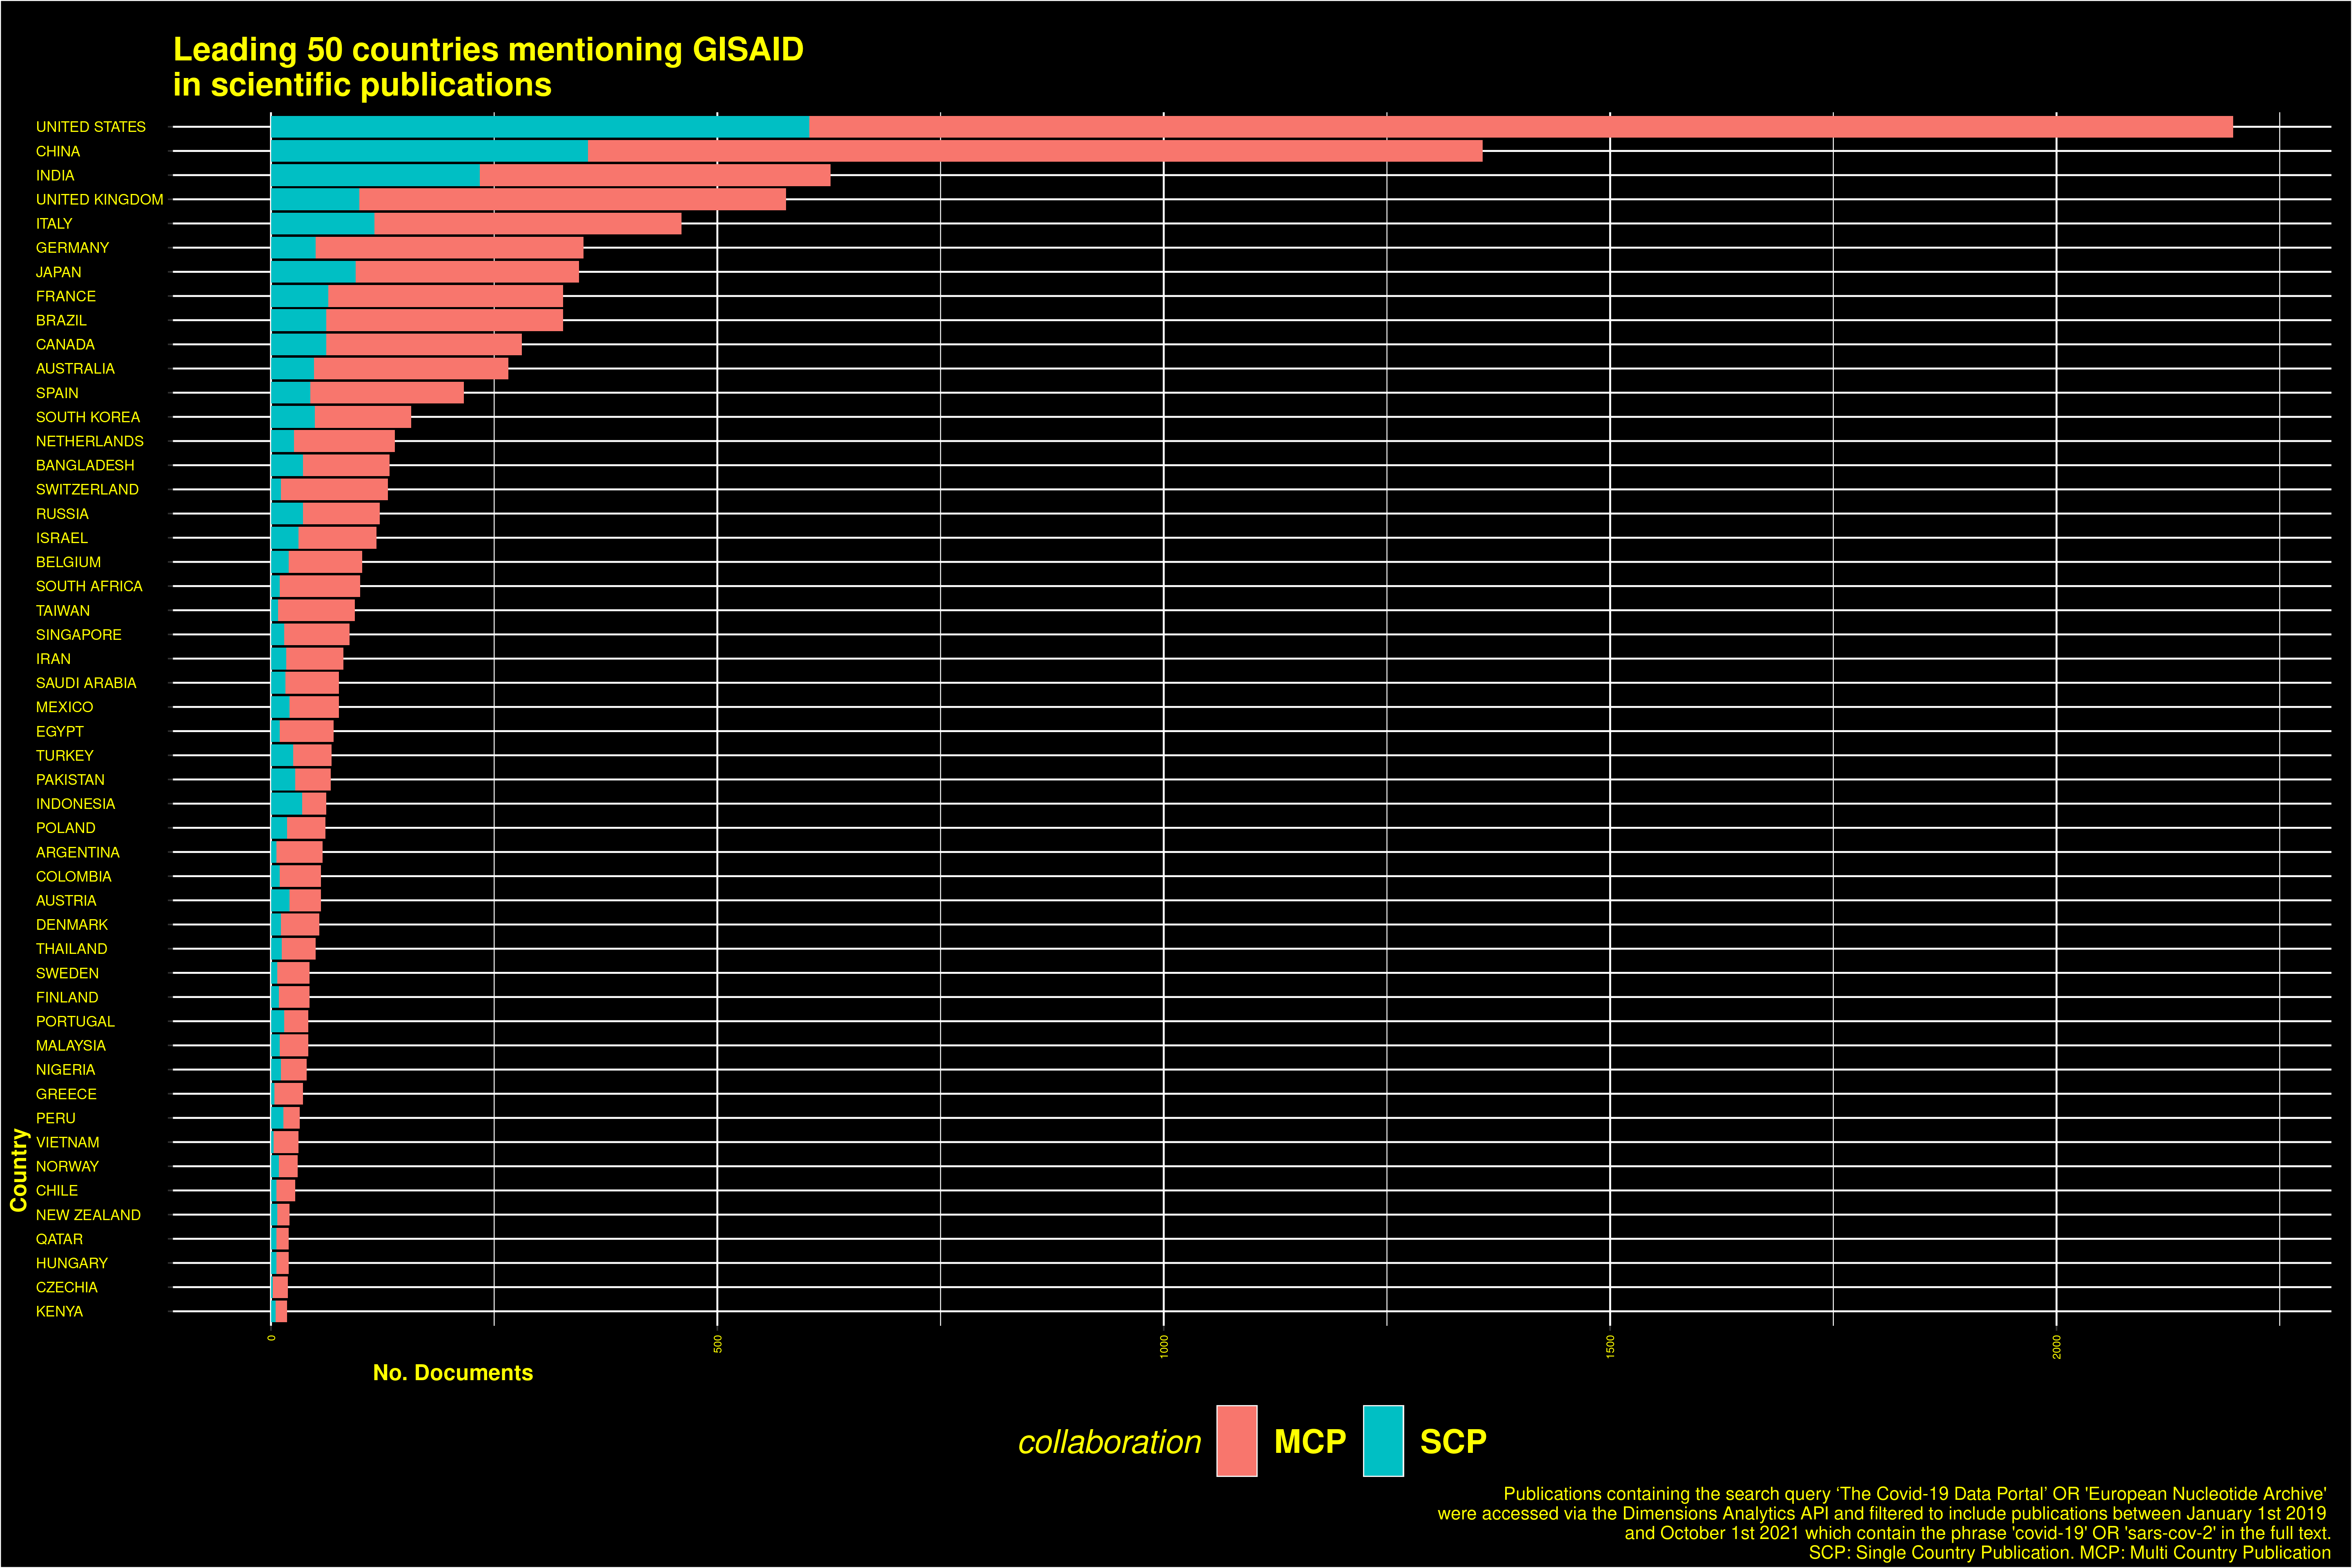 Leading 50 countries mentioning GISAID
in scientific publications
UNITED STATES
CHINA
INDIA
UNITED KINGDOM
ITALY
GERMANY
JAPAN
FRANCE
BRAZIL
CANADA
AUSTRALIA
SPAIN
SOUTH KOREA
NETHERLANDS
BANGLADESH
SWITZERLAND
RUSSIA
ISRAEL
BELGIUM
SOUTH AFRICA
TAIWAN
SINGAPORE
IRAN
SAUDI ARABIA
MEXICO
EGYPT
TURKEY
PAKISTAN
INDONESIA
POLAND
ARGENTINA
COLOMBIA
AUSTRIA
DENMARK
THAILAND
SWEDEN
FINLAND
PORTUGAL
MALAYSIA
NIGERIA
GREECE
PERU
VIETNAM
NORWAY
CHILE
NEW ZEALAND
QATAR
HUNGARY
CZECHIA
KENYA
Country
0 500 1000 1500 2000
No. Documents
collaboration MCP SCP
Publications containing the search query ‘The Covid-19 Data Portal’ OR 'European Nucleotide Archive'
were accessed via the Dimensions Analytics API and filtered to include publications between January 1st 2019
and October 1st 2021 which contain the phrase 'covid-19' OR 'sars-cov-2' in the full text.
SCP: Single Country Publication. MCP: Multi Country Publication